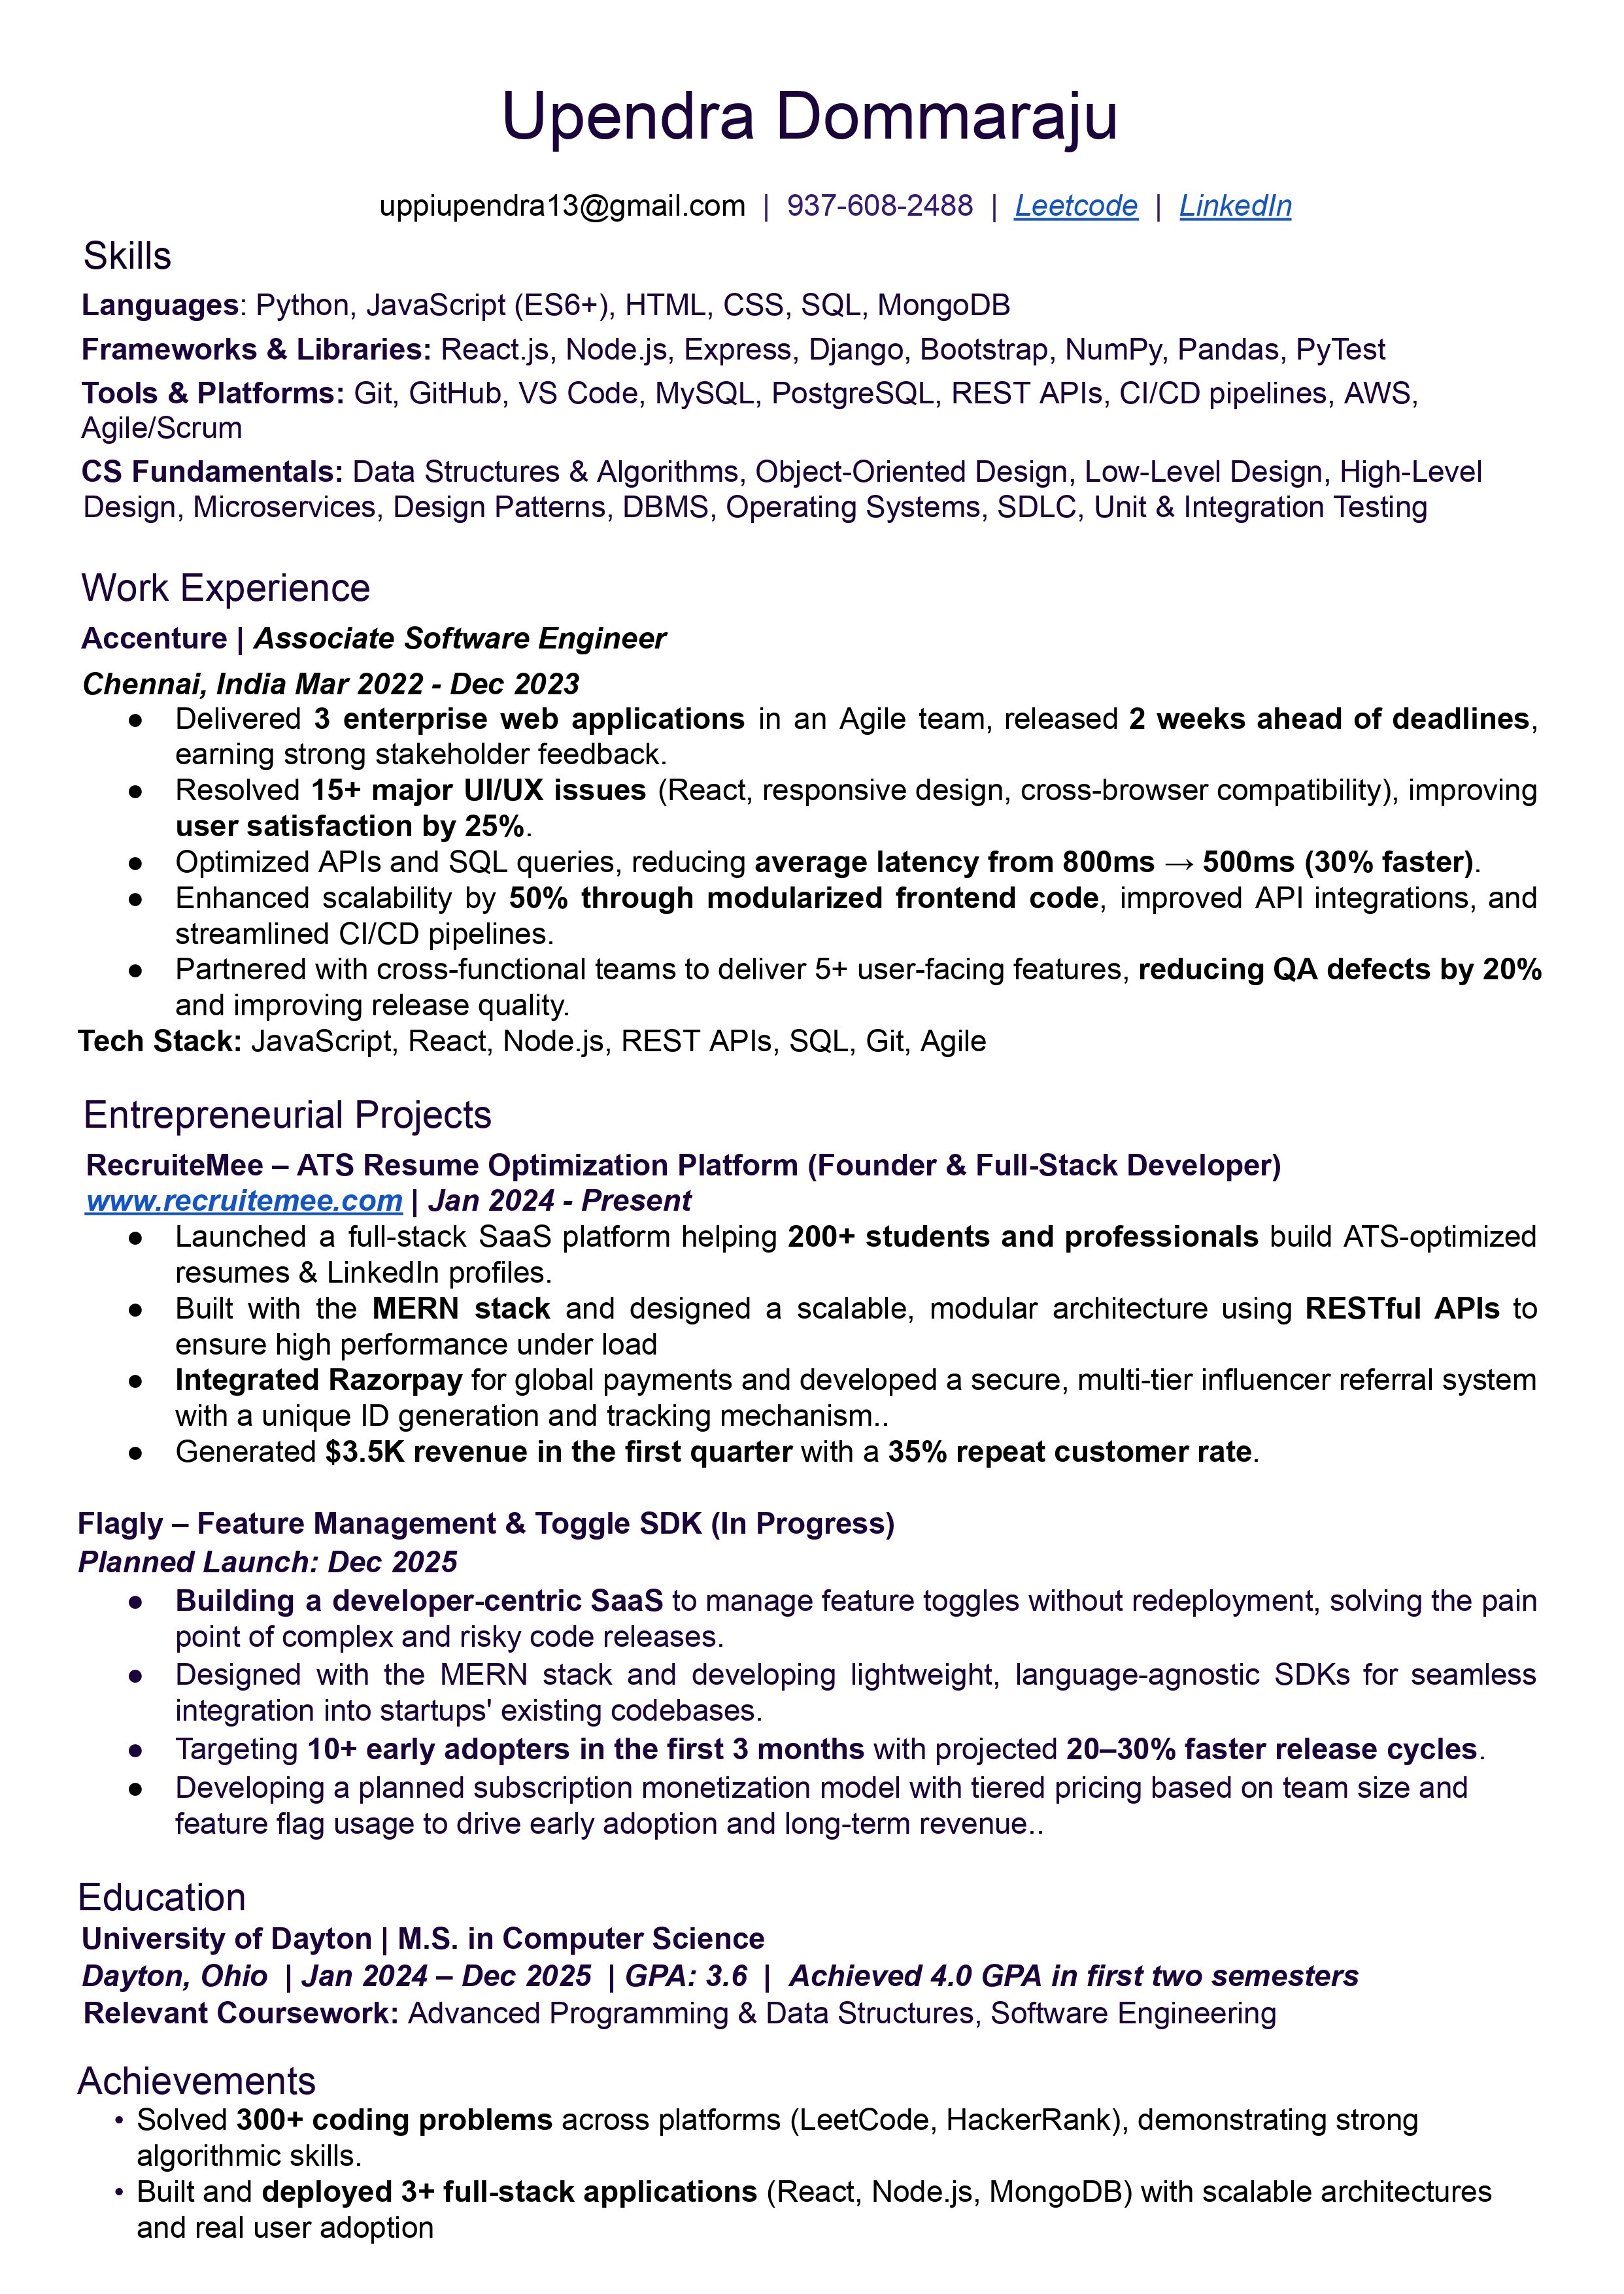 Upendra Dommaraju
uppiupendra13@gmail.com | 937-608-2488 | Leetcode | LinkedIn
Skills
Languages: Python, JavaScript (ES6+), HTML, CSS, SQL, MongoDB
Frameworks & Libraries: React.js, Node.js, Express, Django, Bootstrap, NumPy, Pandas, PyTest
Tools & Platforms: Git, GitHub, VS Code, MySQL, PostgreSQL, REST APIs, CI/CD pipelines, AWS,
Agile/Scrum
CS Fundamentals: Data Structures & Algorithms, Object-Oriented Design, Low-Level Design, High-Level
Design, Microservices, Design Patterns, DBMS, Operating Systems, SDLC, Unit & Integration Testing
Work Experience
Accenture | Associate Software Engineer
Chennai, India Mar 2022 - Dec 2023
● Delivered 3 enterprise web applications in an Agile team, released 2 weeks ahead of deadlines,
earning strong stakeholder feedback.
● Resolved 15+ major UI/UX issues (React, responsive design, cross-browser compatibility), improving
user satisfaction by 25%.
● Optimized APIs and SQL queries, reducing average latency from 800ms → 500ms (30% faster).
● Enhanced scalability by 50% through modularized frontend code, improved API integrations, and
streamlined CI/CD pipelines.
● Partnered with cross-functional teams to deliver 5+ user-facing features, reducing QA defects by 20%
and improving release quality.
Tech Stack: JavaScript, React, Node.js, REST APIs, SQL, Git, Agile
Entrepreneurial Projects
RecruiteMee – ATS Resume Optimization Platform (Founder & Full-Stack Developer)
www.recruitemee.com | Jan 2024 - Present
● Launched a full-stack SaaS platform helping 200+ students and professionals build ATS-optimized
resumes & LinkedIn profiles.
● Built with the MERN stack and designed a scalable, modular architecture using RESTful APIs to
ensure high performance under load
● Integrated Razorpay for global payments and developed a secure, multi-tier influencer referral system
with a unique ID generation and tracking mechanism..
● Generated $3.5K revenue in the first quarter with a 35% repeat customer rate.
Flagly – Feature Management & Toggle SDK (In Progress)
Planned Launch: Dec 2025
● Building a developer-centric SaaS to manage feature toggles without redeployment, solving the pain
point of complex and risky code releases.
● Designed with the MERN stack and developing lightweight, language-agnostic SDKs for seamless
integration into startups' existing codebases.
● Targeting 10+ early adopters in the first 3 months with projected 20–30% faster release cycles.
● Developing a planned subscription monetization model with tiered pricing based on team size and
feature flag usage to drive early adoption and long-term revenue..
Education
University of Dayton | M.S. in Computer Science
Dayton, Ohio | Jan 2024 – Dec 2025 | GPA: 3.6 | Achieved 4.0 GPA in first two semesters
Relevant Coursework: Advanced Programming & Data Structures, Software Engineering
Achievements
• Solved 300+ coding problems across platforms (LeetCode, HackerRank), demonstrating strong
algorithmic skills.
• Built and deployed 3+ full-stack applications (React, Node.js, MongoDB) with scalable architectures
and real user adoption